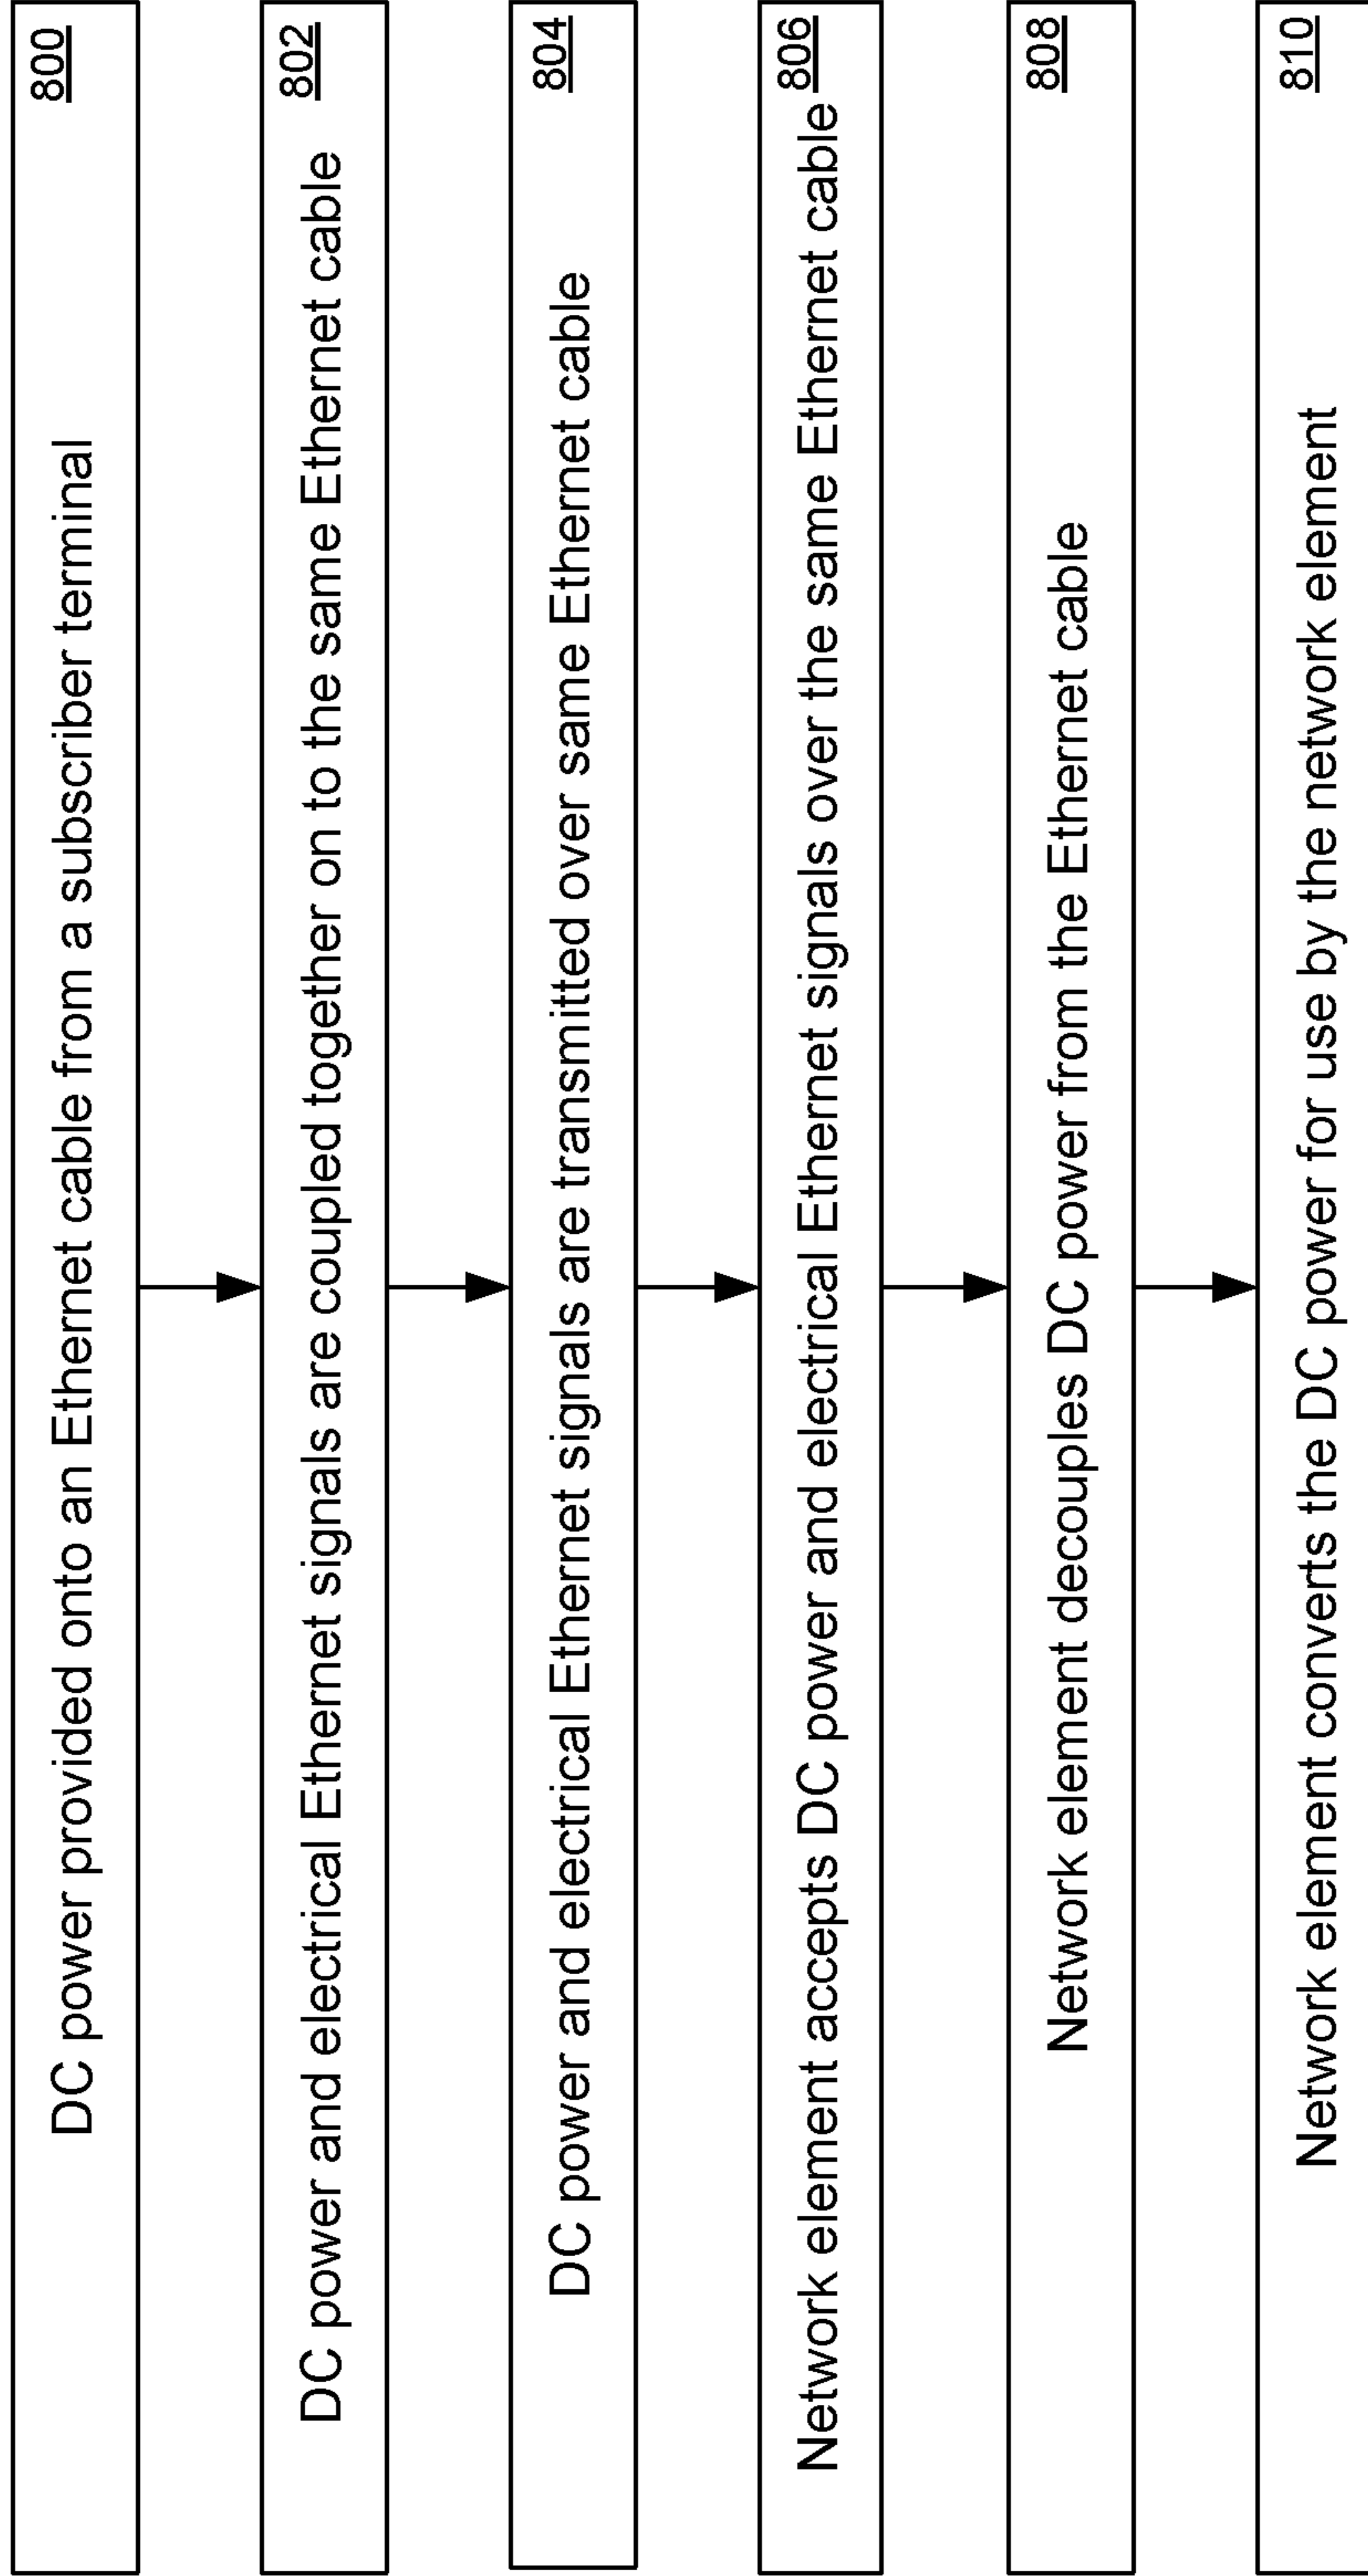 DC power provided onto an Ethernet cable from a subscriber terminal
800
DC power and electrical Ethernet signals are coupled together on to the same Ethernet cable
802
DC power and electrical Ethernet signals are transmitted over same Ethernet cable
804
Network element accepts DC power and electrical Ethernet signals over the same Ethernet cable
806
Network element decouples DC power from the Ethernet cable
808
Network element converts the DC power for use by the network element
810